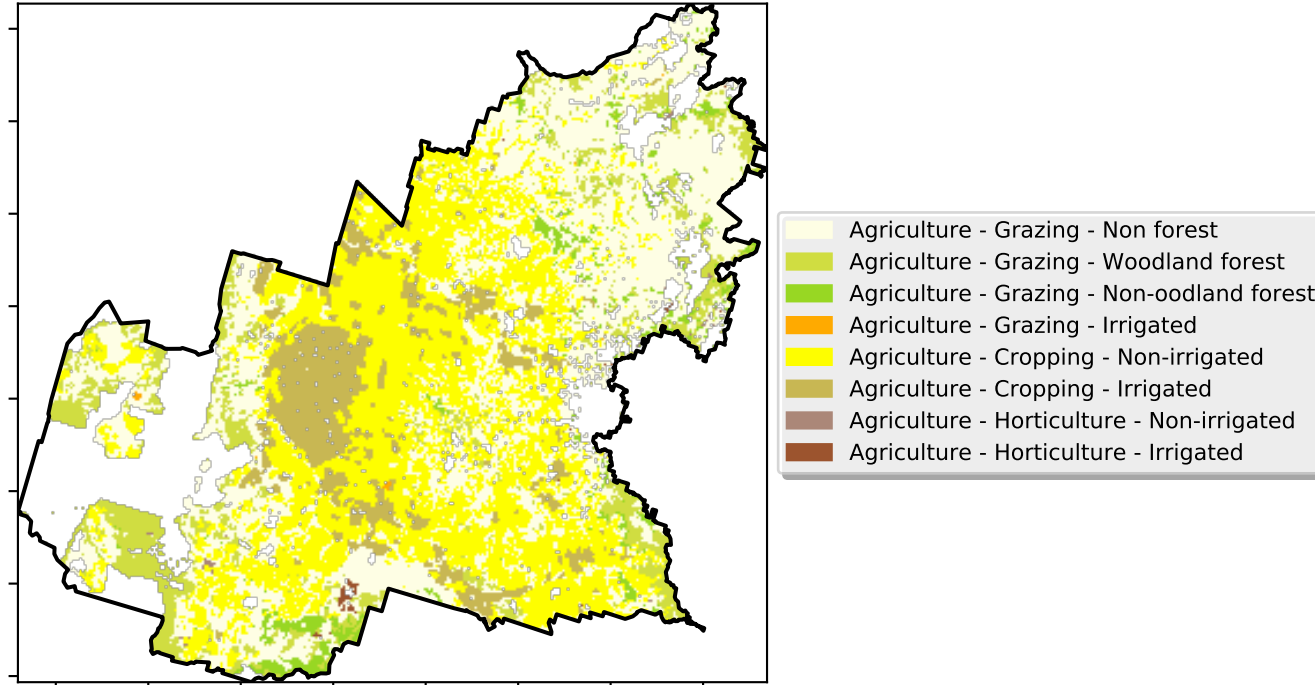 Agriculture - Grazing - Non forest
Agriculture - Grazing - Woodland forest
Agriculture - Grazing - Non-oodland forest
Agriculture - Grazing - Irrigated
Agriculture - Cropping - Non-irrigated
Agriculture - Cropping - Irrigated
Agriculture - Horticulture - Non-irrigated
Agriculture - Horticulture - Irrigated